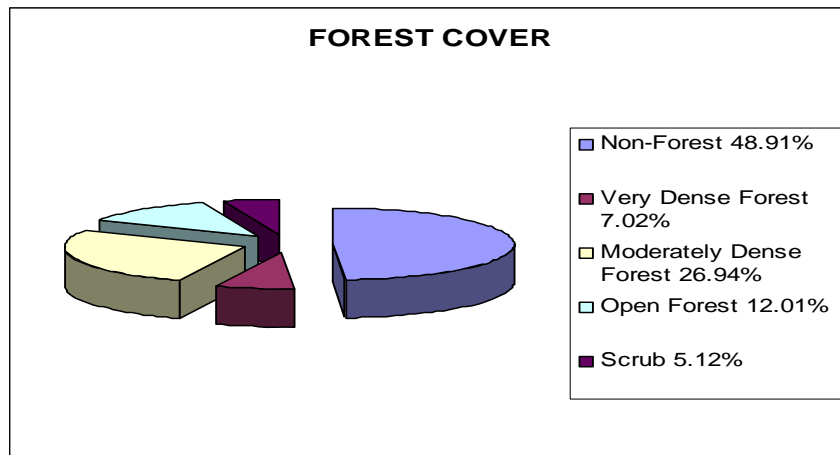 FOREST COVER
Non-Forest 48.91%
Very Dense Forest
7.02%
Moderately Dense
Forest 26.94%
Open Forest 12.01%
Scrub 5.12%